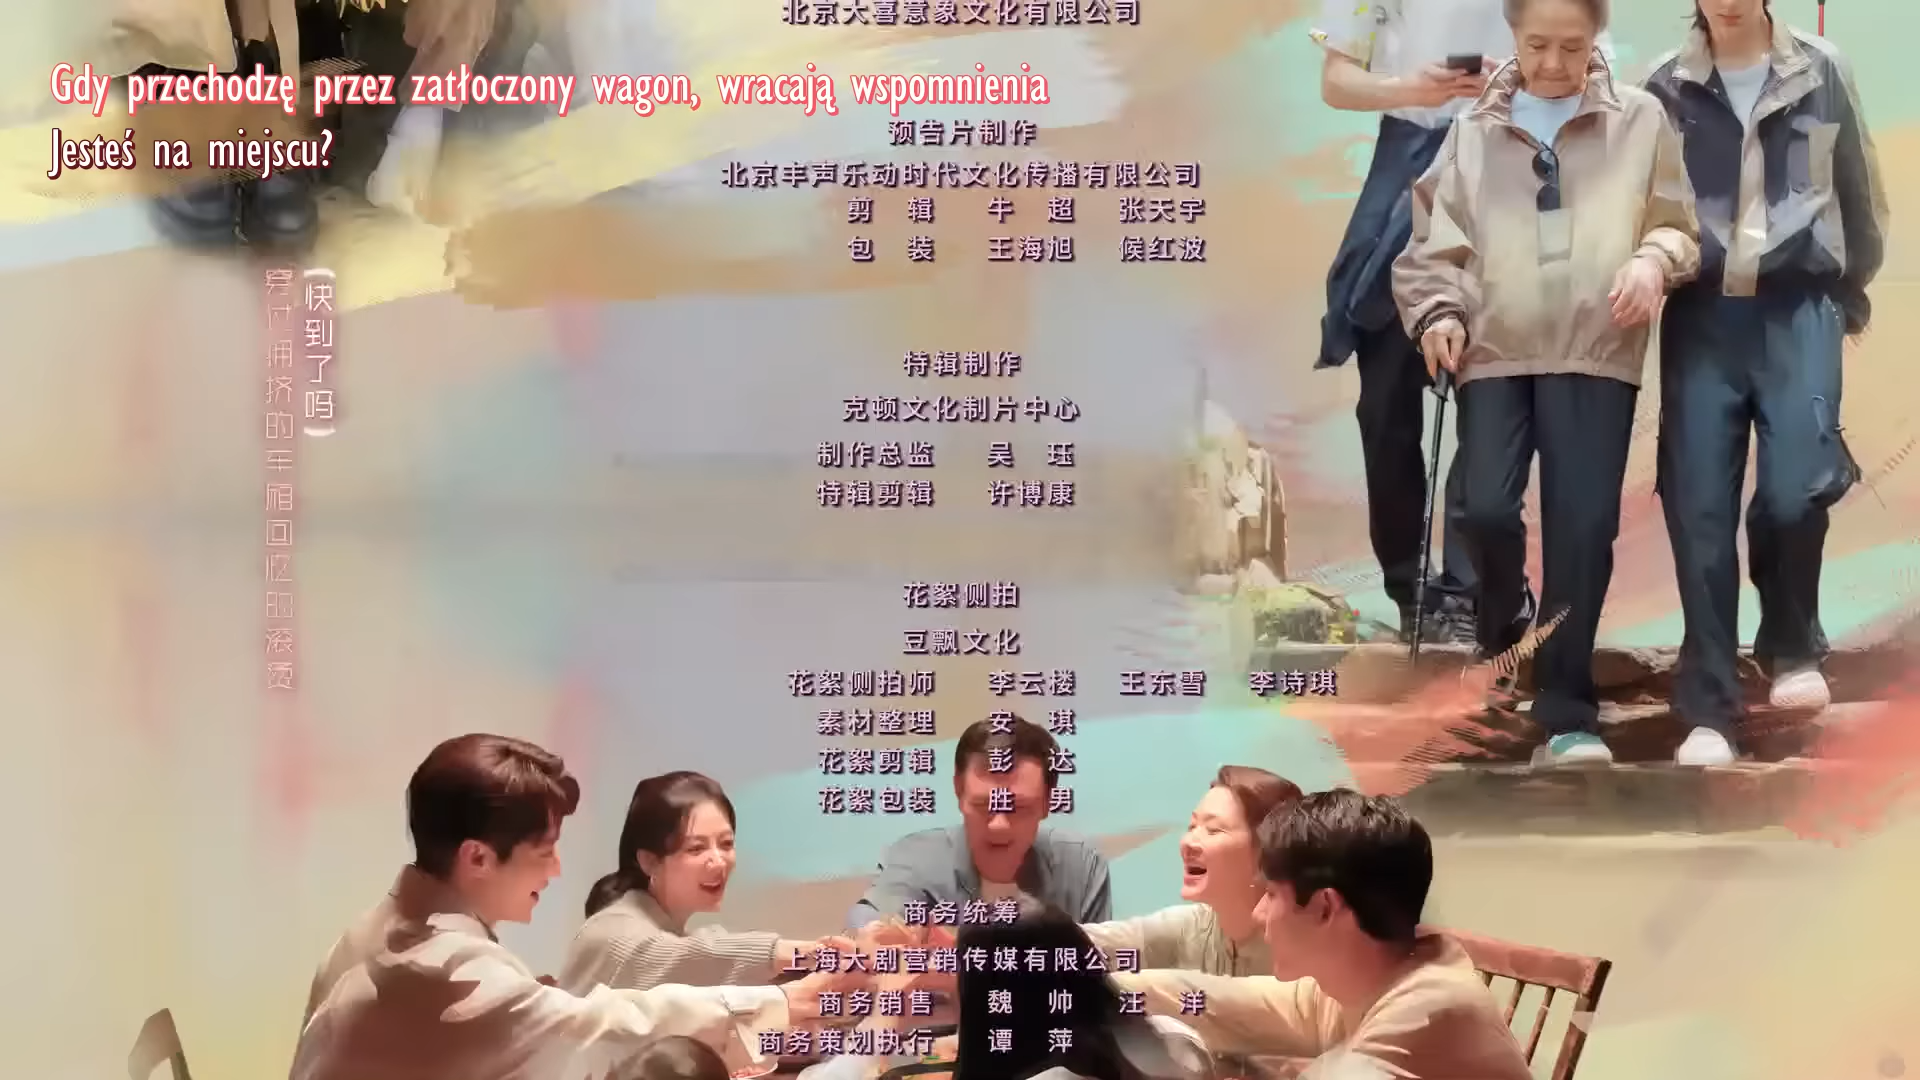 北京大喜意象文化有限公司
Gdy przechodzę przez zatłoczony wagon, wracają wspomnienia
Jesteś na miejscu?
预告片制作
北京丰声乐动时代文化传播有限公司
剪 辑 牛 超 张天宇
包 装 王海旭 候红波
(快到了吗)
穿过拥挤的车厢回忆的滚烫
特辑制作
克顿文化制片中心
制作总监 吴 珏
特辑剪辑 许博康
花絮侧拍
豆飘文化
花絮侧拍师 李云楼 王东雪 李诗琪
素材整理 安 琪
花絮剪辑 彭 达
花絮包装 胜 男
商务统筹
上海大剧营销传媒有限公司
商务销售 魏 帅 汪 洋
商务策划执行 谭 萍